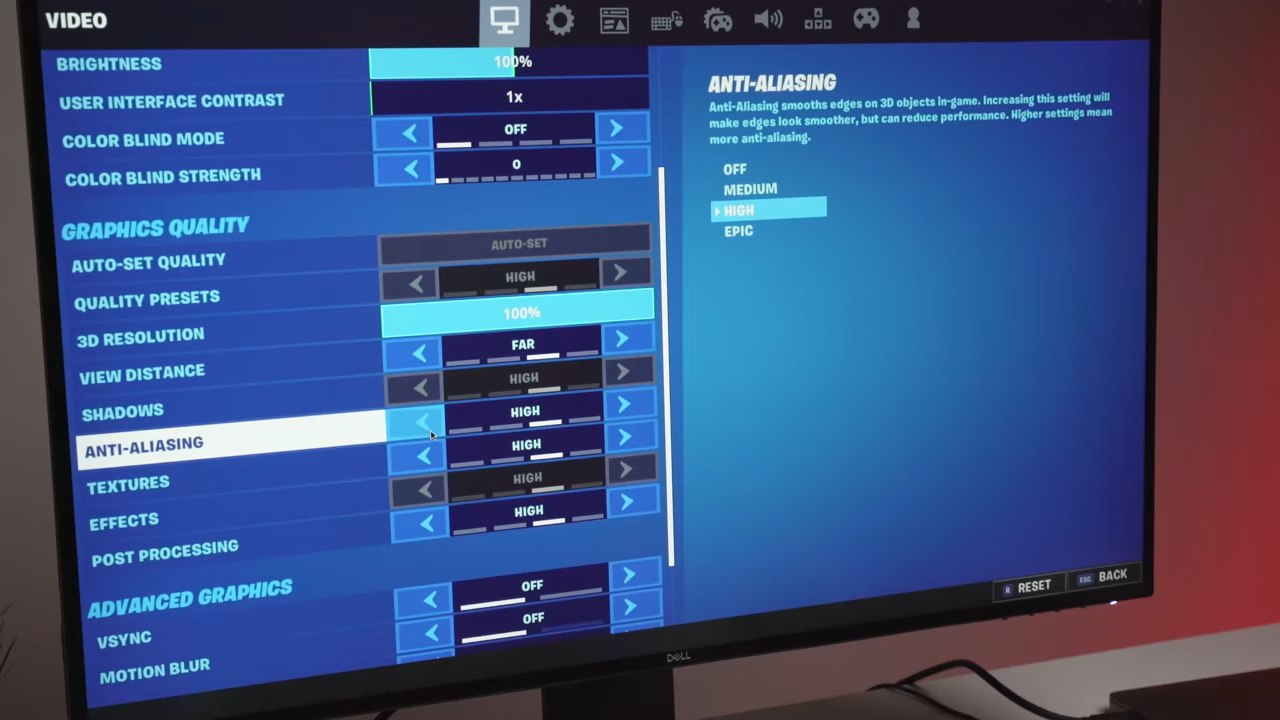 VIDEO
BRIGHTNESS 100%
USER INTERFACE CONTRAST 1x
COLOR BLIND MODE OFF
COLOR BLIND STRENGTH 0
GRAPHICS QUALITY
AUTO-SET QUALITY AUTO-SET
QUALITY PRESETS HIGH
3D RESOLUTION 100%
VIEW DISTANCE FAR
SHADOWS HIGH
ANTI-ALIASING HIGH
TEXTURES HIGH
EFFECTS HIGH
POST PROCESSING HIGH
ADVANCED GRAPHICS
VSYNC OFF
MOTION BLUR OFF
ANTI-ALIASING
Anti-Aliasing smooths edges on 3D objects in-game. Increasing this setting will
make edges look smoother, but can reduce performance. Higher settings mean
more anti-aliasing.
OFF
MEDIUM
HIGH
EPIC
R RESET ESC BACK
DELL